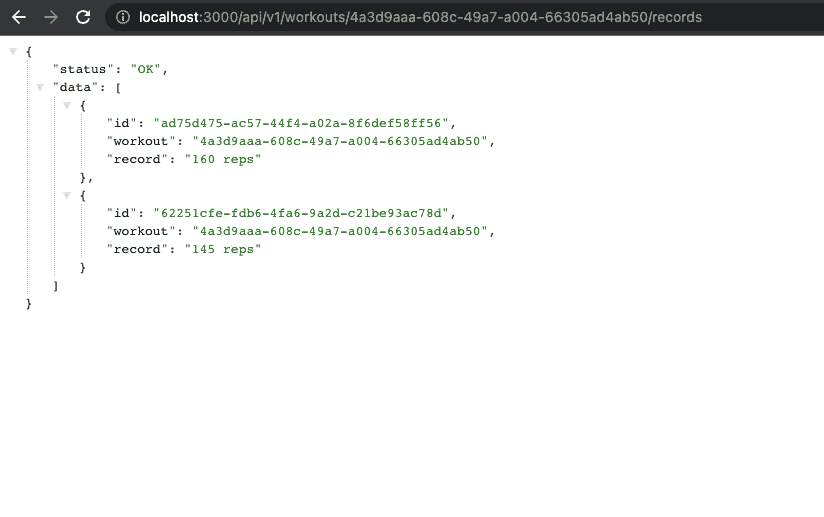 localhost:3000/api/v1/workouts/4a3d9aaa-608c-49a7-a004-66305ad4ab50/records
{
"status": "OK",
"data": [
{
"id": "ad75d475-ac57-44f4-a02a-8f6def58ff56",
"workout": "4a3d9aaa-608c-49a7-a004-66305ad4ab50",
"record": "160 reps"
},
{
"id": "62251cfe-fdb6-4fa6-9a2d-c21be93ac78d",
"workout": "4a3d9aaa-608c-49a7-a004-66305ad4ab50",
"record": "145 reps"
}
]
}